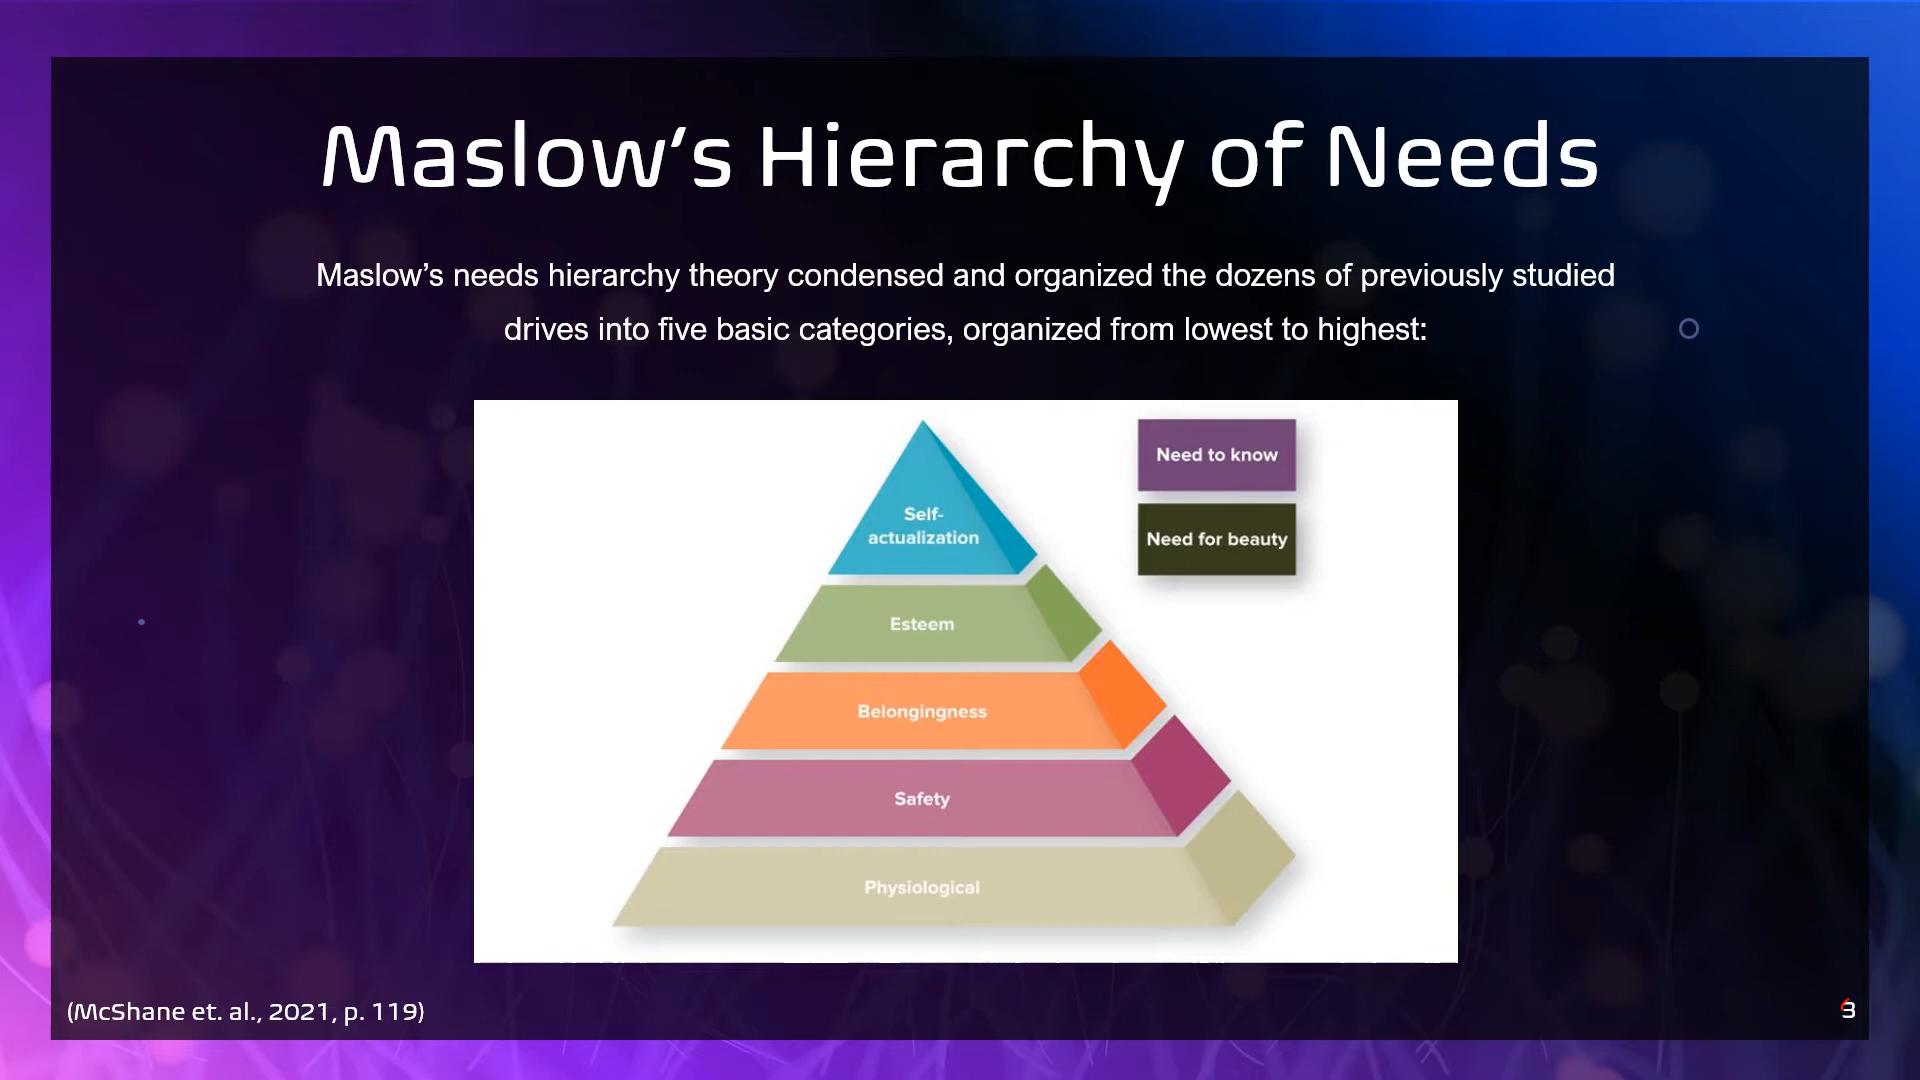 Maslow’s Hierarchy of Needs
Maslow’s needs hierarchy theory condensed and organized the dozens of previously studied
drives into five basic categories, organized from lowest to highest:
Need to know
Need for beauty
Self-
actualization
Esteem
Belongingness
Safety
Physiological
(McShane et. al., 2021, p. 119)
3